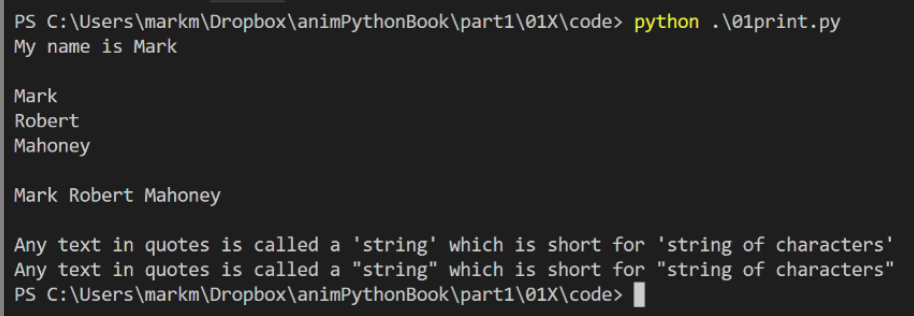 PS C:\Users\markm\Dropbox\animPythonBook\part1\01X\code> python .\01print.py
My name is Mark
Mark
Robert
Mahoney
Mark Robert Mahoney
Any text in quotes is called a 'string' which is short for 'string of characters'
Any text in quotes is called a "string" which is short for "string of characters"
PS C:\Users\markm\Dropbox\animPythonBook\part1\01X\code>